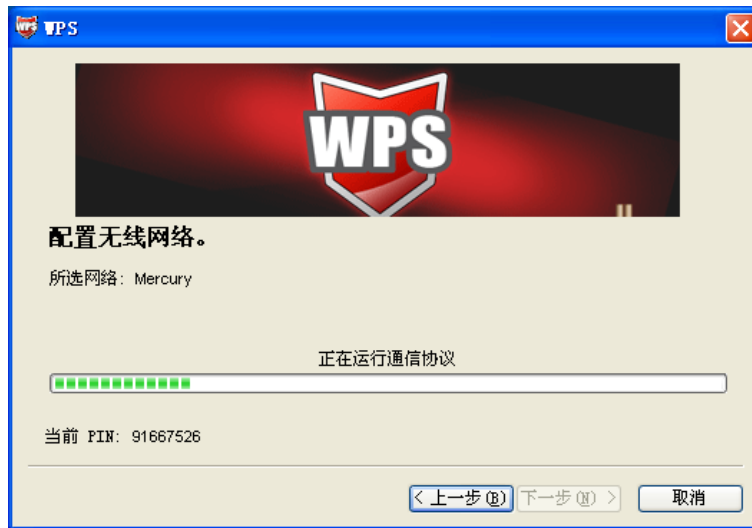 WPS
WPS
配置无线网络。
所选网络: Mercury
正在运行通信协议
当前 PIN: 91667526
< 上一步(B) 下一步(N) > 取消